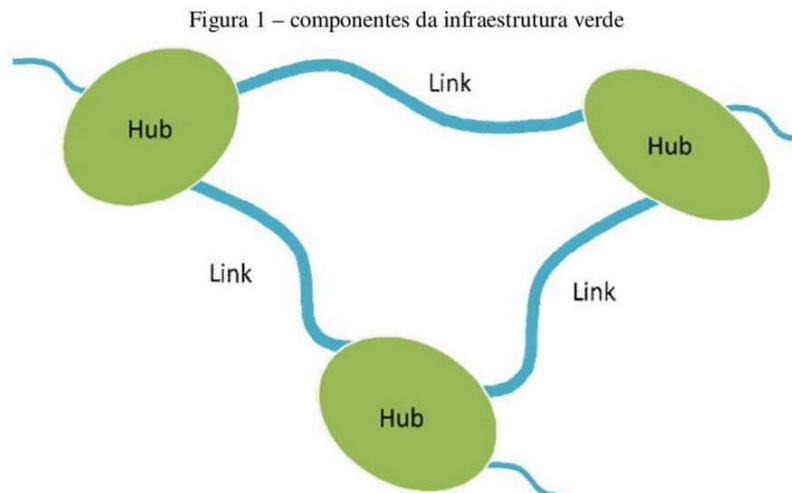 Figura 1 – componentes da infraestrutura verde
Link
Hub
Hub
Link
Link
Hub